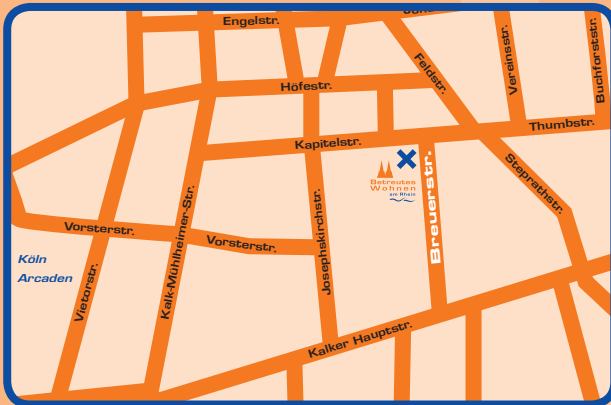 Engelstr.
Feldstr.
Vereinsstr.
Buchforststr.
Höfestr.
Thumbstr.
Kapitelstr.
Steprathstr.
Betreutes
Wohnen
am Rhein
Brauerstr.
Josephskirchstr.
Kalk-Mühlheimer-Str.
Vorsterstr.
Vorsterstr.
Köln
Arcaden
Vietorstr.
Kalker Hauptstr.